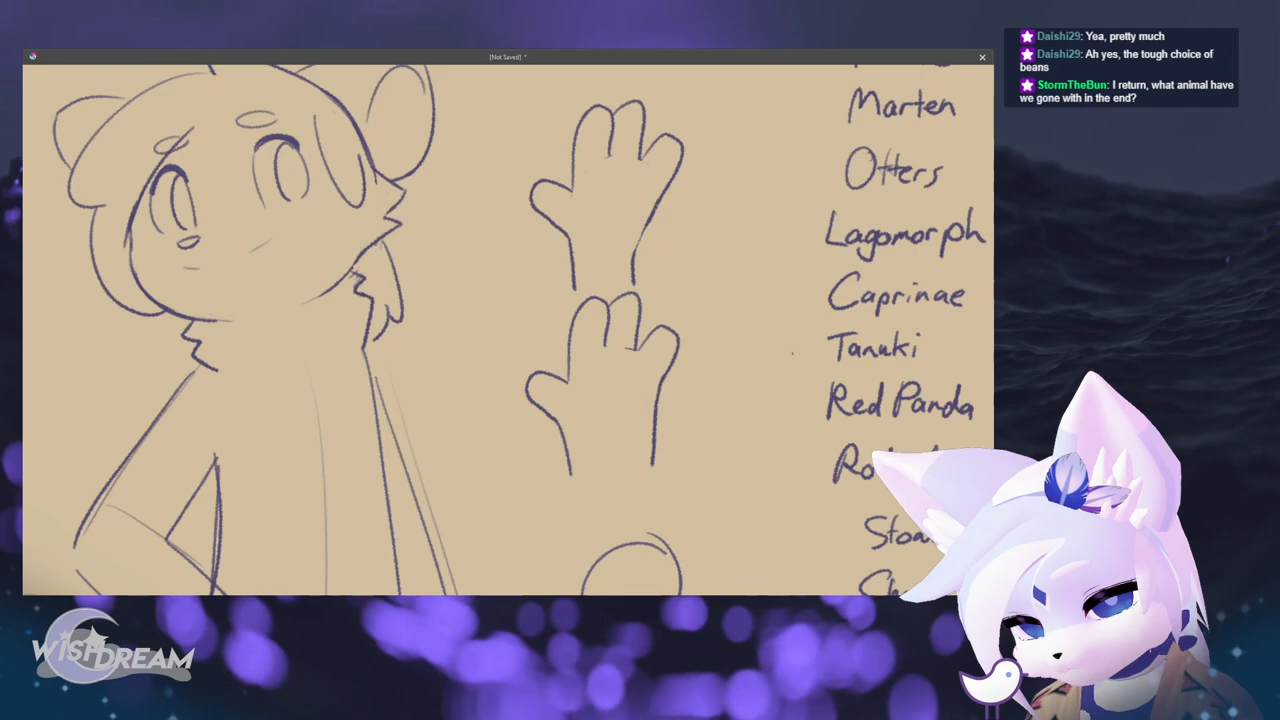 [Not Saved] *
Daishi29: Yea, pretty much
Daishi29: Ah yes, the tough choice of
beans
StormTheBun: I return, what animal have
we gone with in the end?
Marten
Otters
Lagomorph
Caprinae
Tanuki
Red Panda
WISHDREAM